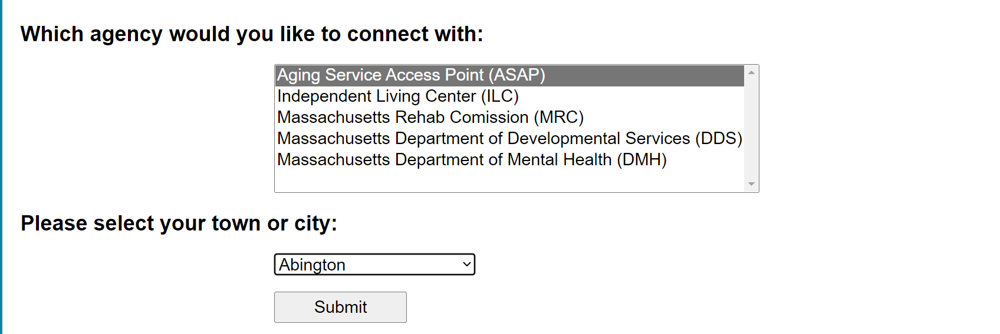 Which agency would you like to connect with:
Aging Service Access Point (ASAP)
Independent Living Center (ILC)
Massachusetts Rehab Comission (MRC)
Massachusetts Department of Developmental Services (DDS)
Massachusetts Department of Mental Health (DMH)
Please select your town or city:
Abington
Submit